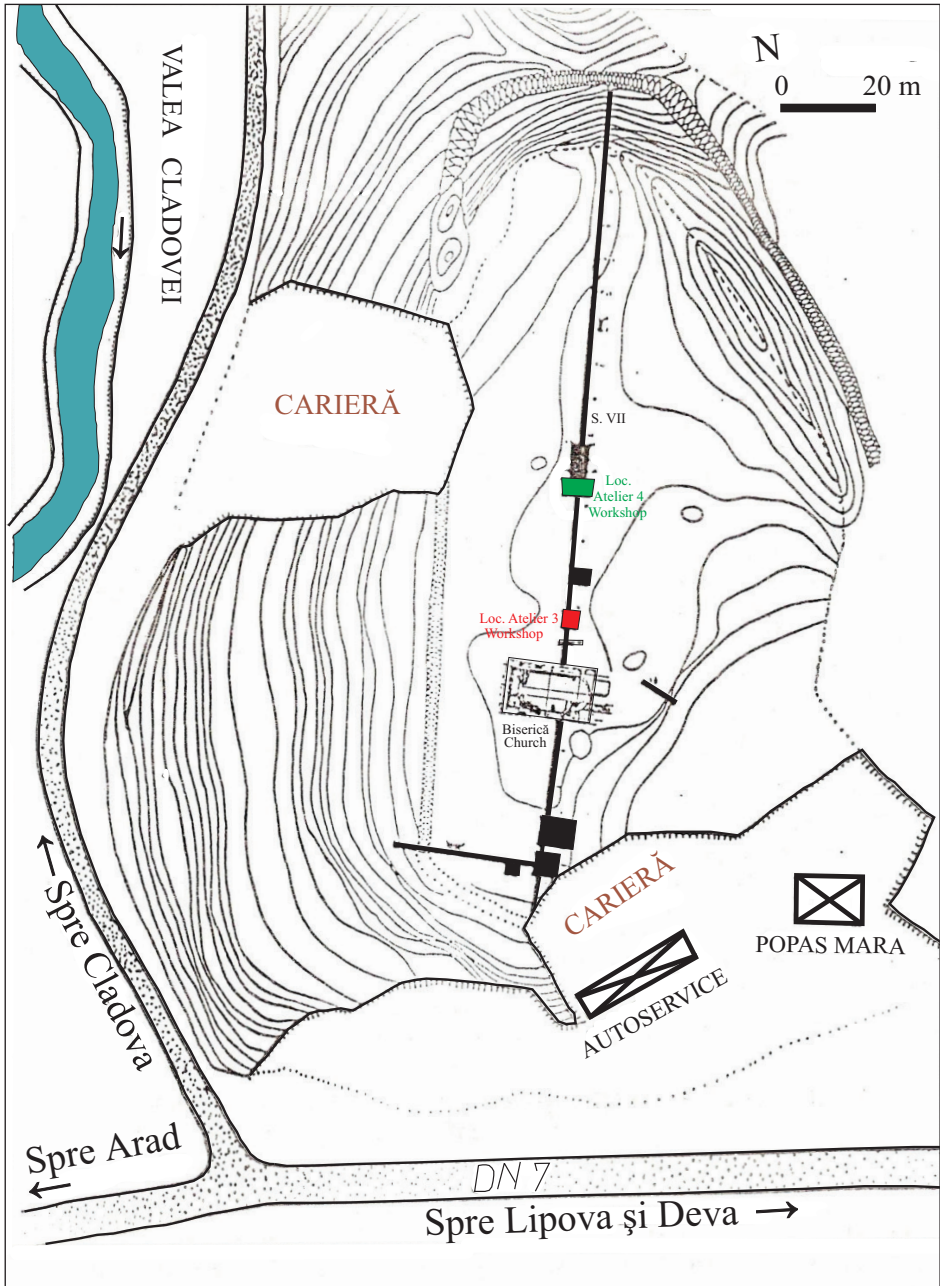 N
0 20 m
VALEA CLADOVEI
CARIERĂ
S. VII
Loc.
Atelier 4
Workshop
Loc. Atelier 3
Workshop
Biserică
Church
CARIERĂ
POPAS MARA
AUTOSERVICE
Spre Cladova
Spre Arad
DN 7
Spre Lipova și Deva